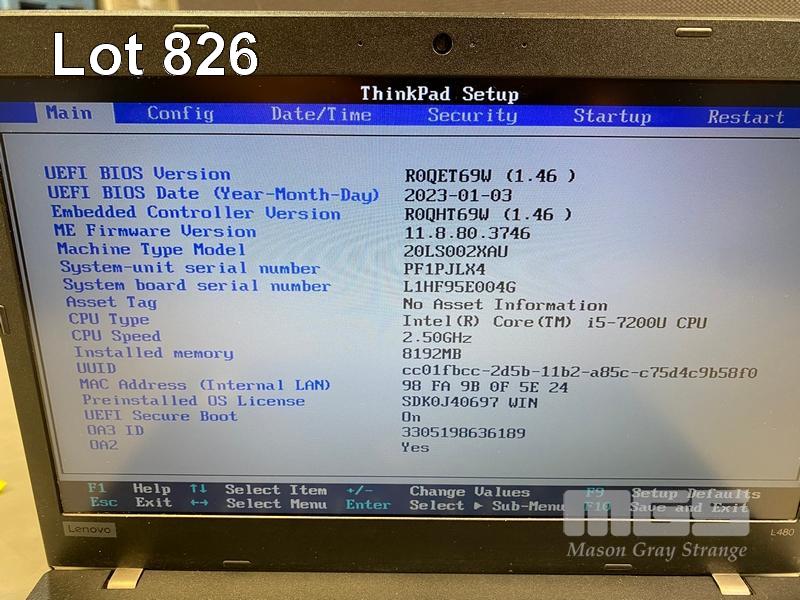 Lot 826
ThinkPad Setup
Main Config Date/Time Security Startup Restart
UEFI BIOS Version R0QET69W (1.46 )
UEFI BIOS Date (Year-Month-Day) 2023-01-03
Embedded Controller Version R0QHT69W (1.46 )
ME Firmware Version 11.8.80.3746
Machine Type Model 20LS002XAU
System-unit serial number PF1PJLX4
System board serial number L1HF95E004G
Asset Tag No Asset Information
CPU Type Intel(R) Core(TM) i5-7200U CPU
CPU Speed 2.50GHz
Installed memory 8192MB
UUID cc01fbcc-2d5b-11b2-a85c-c75d4c9b58f0
MAC Address (Internal LAN) 98 FA 9B 0F 5E 24
Preinstalled OS License SDK0J40697 WIN
UEFI Secure Boot On
OA3 ID 3305198636189
OA2 Yes
F1 Help ↑↓ Select Item +/- Change Values F9 Setup Defaults
Esc Exit ↔ Select Menu Enter Select ▶ Sub-Menu F10 Save and Exit
Lenovo
L480
MGS
Mason Gray Strange